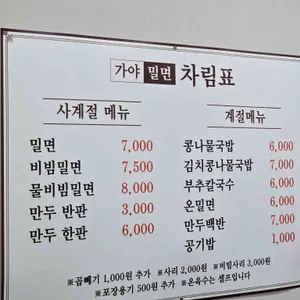 가야 밀면 차림표
사계절 메뉴
밀면 7,000
비빔밀면 7,500
물비빔밀면 8,000
만두 반판 3,000
만두 한판 6,000
계절메뉴
콩나물국밥 6,000
김치콩나물국밥 7,000
부추칼국수 6,000
온밀면 6,000
만두백반 7,000
공기밥 1,000
※곱빼기 1,000원 추가 ※사리 2,000원 ※비빔사리 3,000원
※포장용기 500원 추가 ※온육수는 셀프입니다